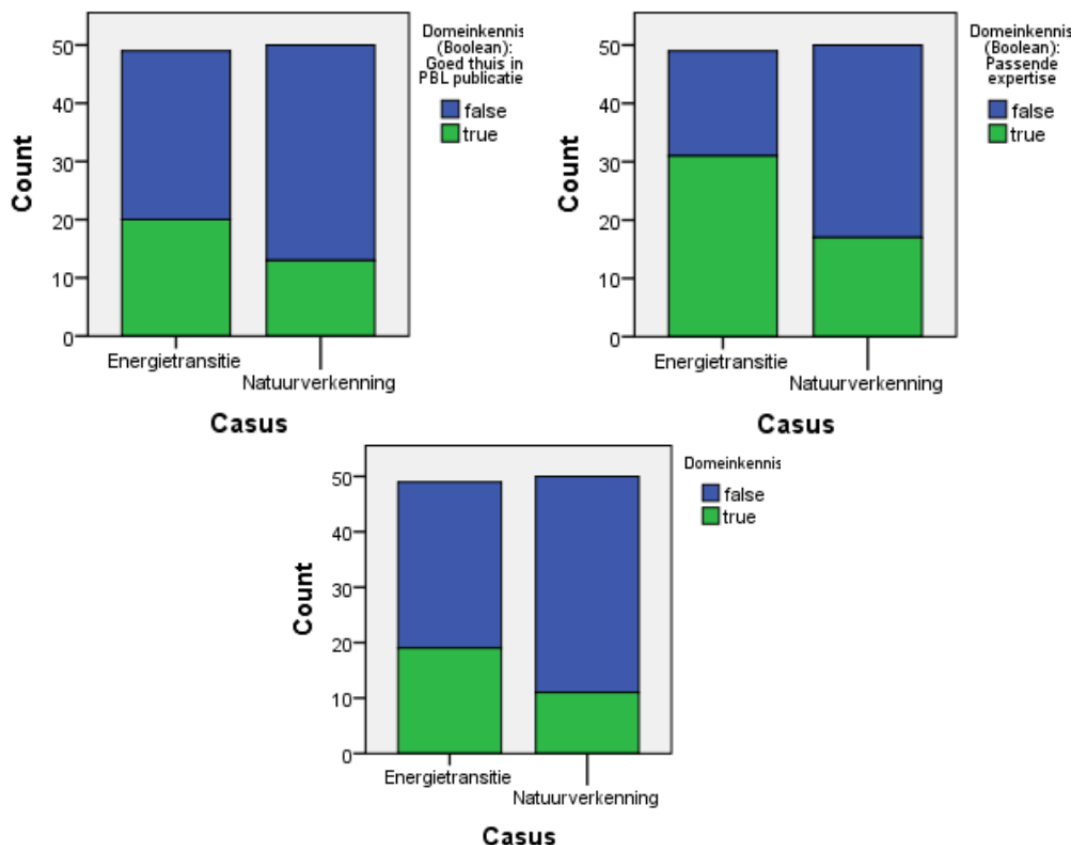 Domeinkennis
(Boolean):
Goed thuis in
PBL publicatie
false
true
Count
50
40
30
20
10
0
Energietransitie
Natuurverkenning
Casus
Domeinkennis
(Boolean):
Passende
expertise
false
true
Count
50
40
30
20
10
0
Energietransitie
Natuurverkenning
Casus
Domeinkennis
false
true
Count
50
40
30
20
10
0
Energietransitie
Natuurverkenning
Casus